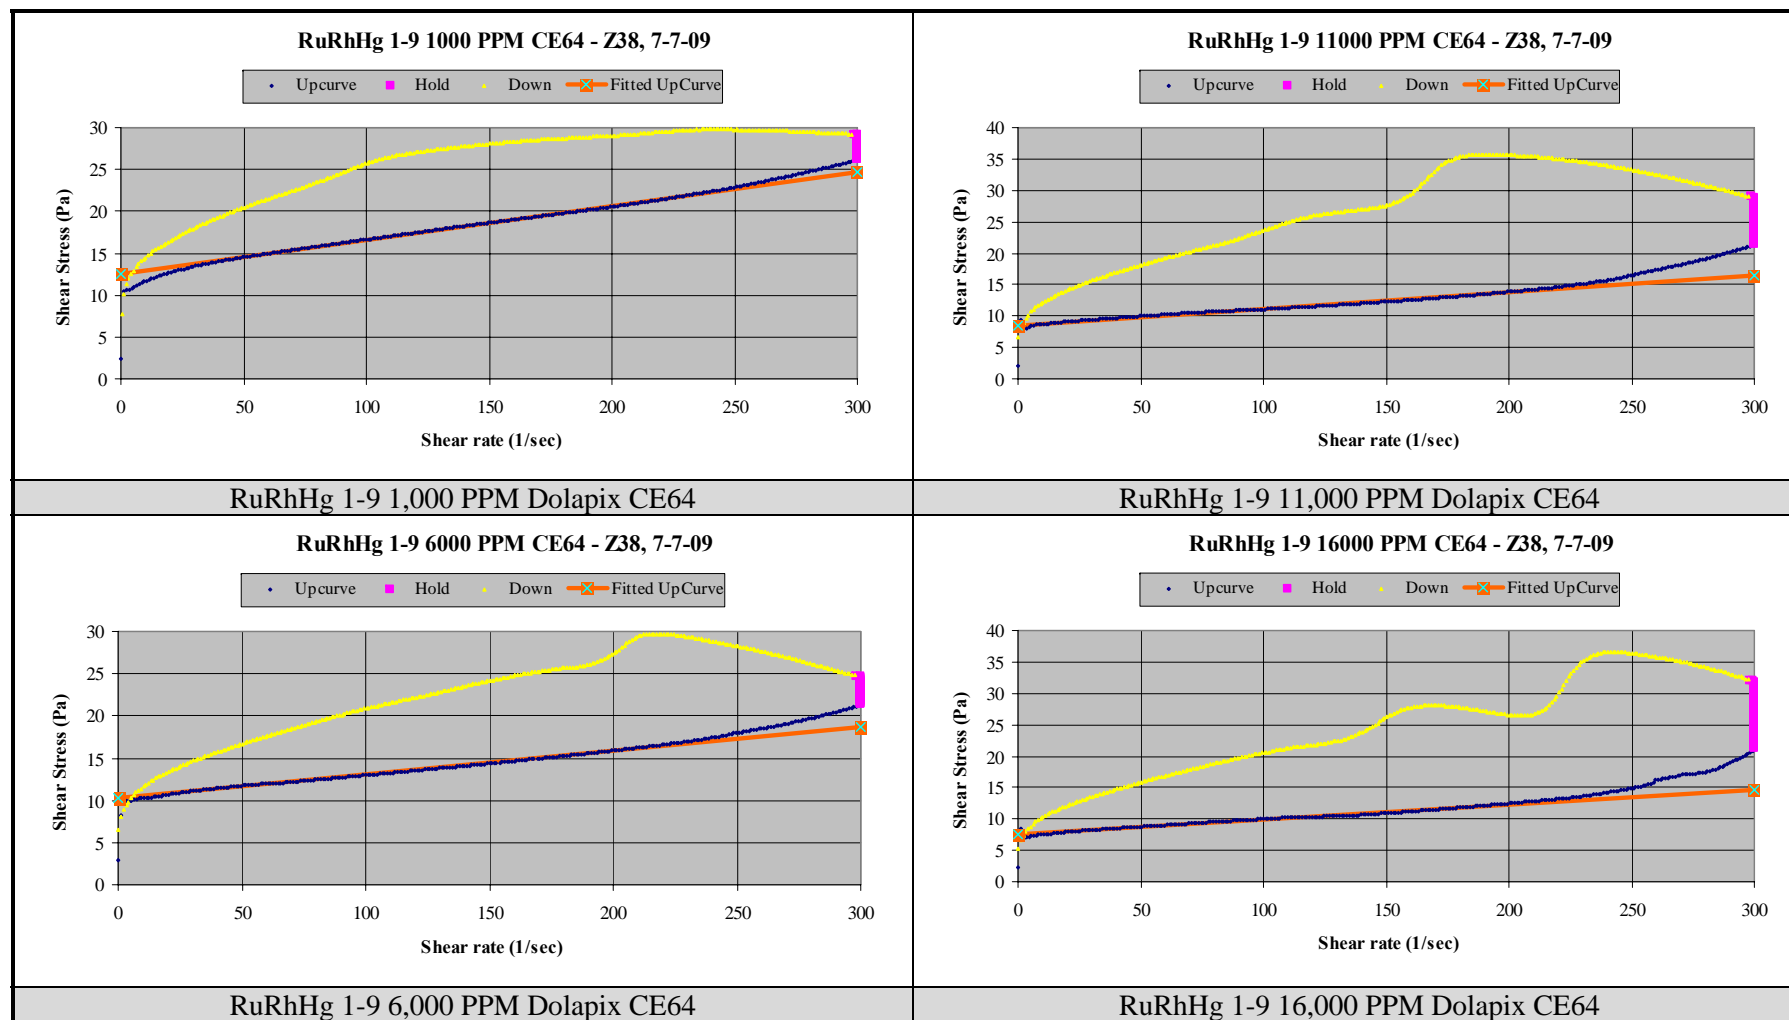 RuRhHg 1-9 1000 PPM CE64 - Z38, 7-7-09
Upcurve Hold Down Fitted UpCurve
30
25
20
15
10
5
0
Shear Stress (Pa)
0 50 100 150 200 250 300
Shear rate (1/sec)
RuRhHg 1-9 1,000 PPM Dolapix CE64
RuRhHg 1-9 11000 PPM CE64 - Z38, 7-7-09
Upcurve Hold Down Fitted UpCurve
40
35
30
25
20
15
10
5
0
Shear Stress (Pa)
0 50 100 150 200 250 300
Shear rate (1/sec)
RuRhHg 1-9 11,000 PPM Dolapix CE64
RuRhHg 1-9 6000 PPM CE64 - Z38, 7-7-09
Upcurve Hold Down Fitted UpCurve
30
25
20
15
10
5
0
Shear Stress (Pa)
0 50 100 150 200 250 300
Shear rate (1/sec)
RuRhHg 1-9 6,000 PPM Dolapix CE64
RuRhHg 1-9 16000 PPM CE64 - Z38, 7-7-09
Upcurve Hold Down Fitted UpCurve
40
35
30
25
20
15
10
5
0
Shear Stress (Pa)
0 50 100 150 200 250 300
Shear rate (1/sec)
RuRhHg 1-9 16,000 PPM Dolapix CE64